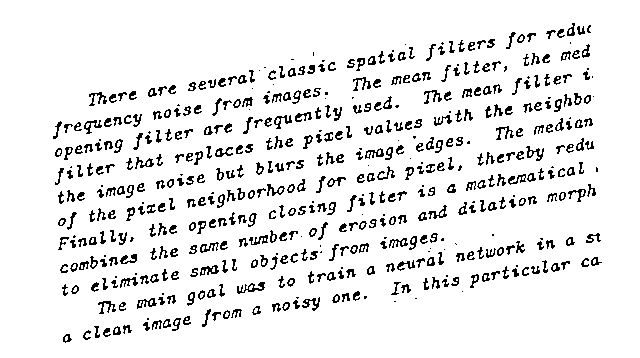 There are several classic spatial filters for reduc
frequency noise from images. The mean filter, the med
opening filter are frequently used. The mean filter i
filter that replaces the pixel values with the neighbo
the image noise but blurs the image edges. The median
of the pixel neighborhood for each pixel, thereby redu
Finally, the opening closing filter is a mathematical
combines the same number of erosion and dilation morph
to eliminate small objects from images.
The main goal was to train a neural network in a st
a clean image from a noisy one. In this particular ca